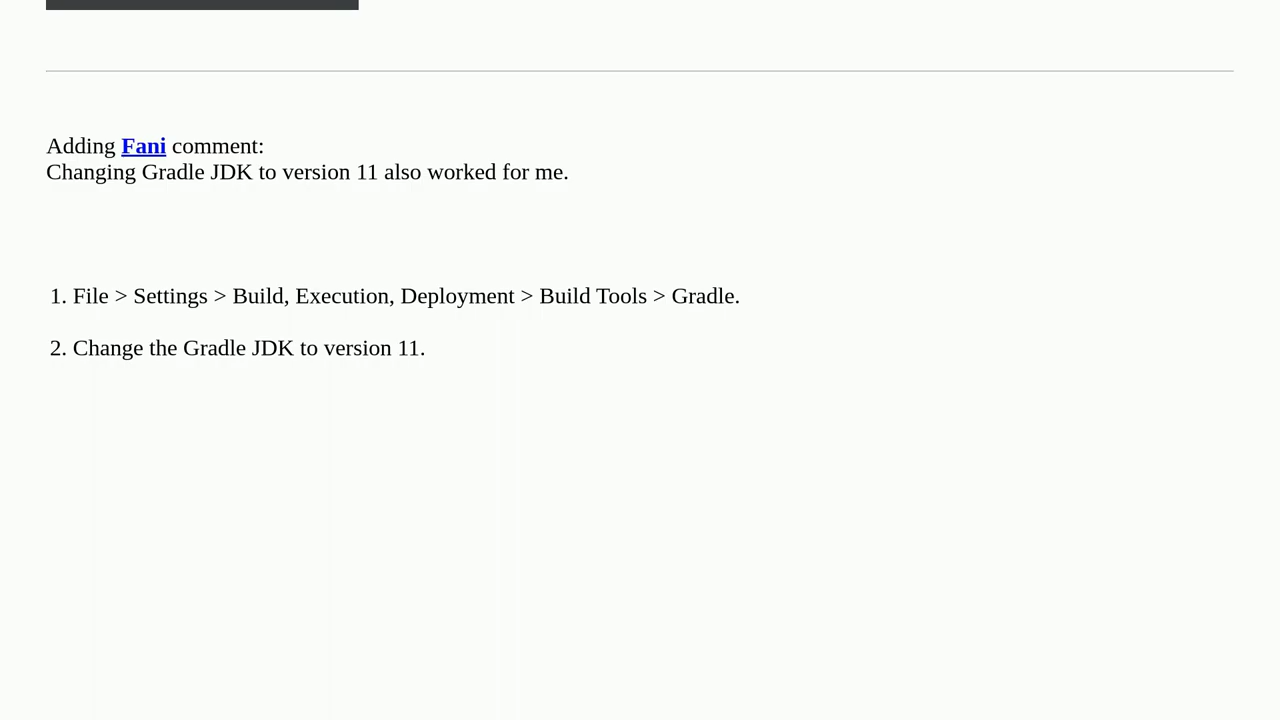 Adding Fani comment:
Changing Gradle JDK to version 11 also worked for me.
1. File > Settings > Build, Execution, Deployment > Build Tools > Gradle.
2. Change the Gradle JDK to version 11.